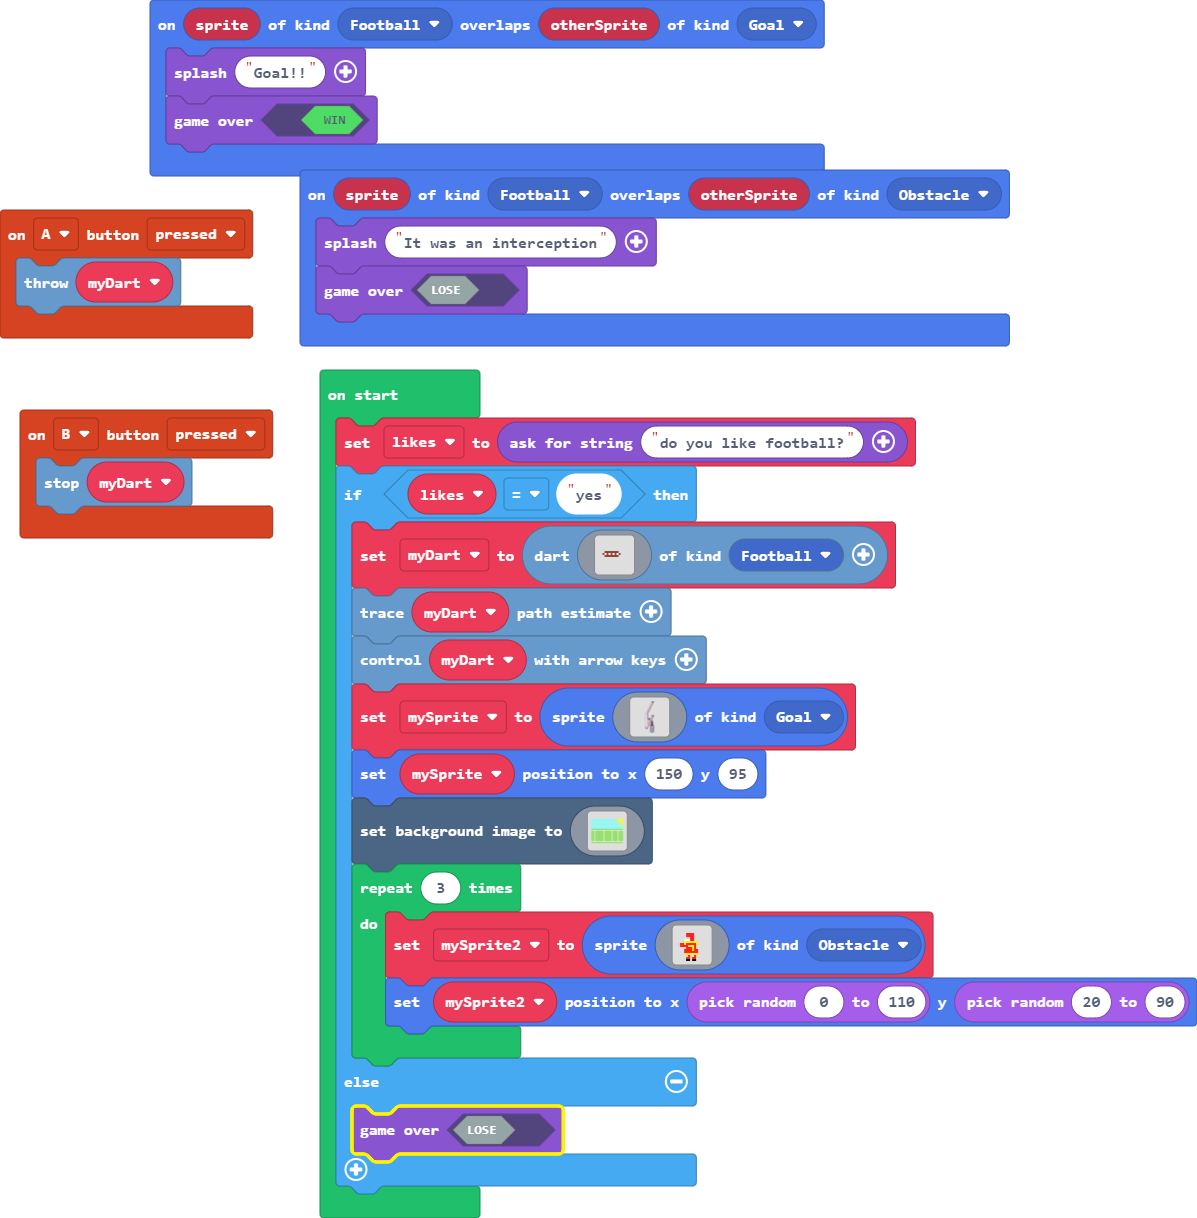 on sprite of kind Football overlaps otherSprite of kind Goal
splash "Goal!!"
game over WIN
on sprite of kind Football overlaps otherSprite of kind Obstacle
splash "It was an interception"
game over LOSE
on A button pressed
throw myDart
on B button pressed
stop myDart
on start
set likes to ask for string "do you like football?"
if likes = "yes" then
set myDart to dart of kind Football
trace myDart path estimate
control myDart with arrow keys
set mySprite to sprite of kind Goal
set mySprite position to x 150 y 95
set background image to
repeat 3 times
do
set mySprite2 to sprite of kind Obstacle
set mySprite2 position to x pick random 0 to 110 y pick random 20 to 90
else
game over LOSE